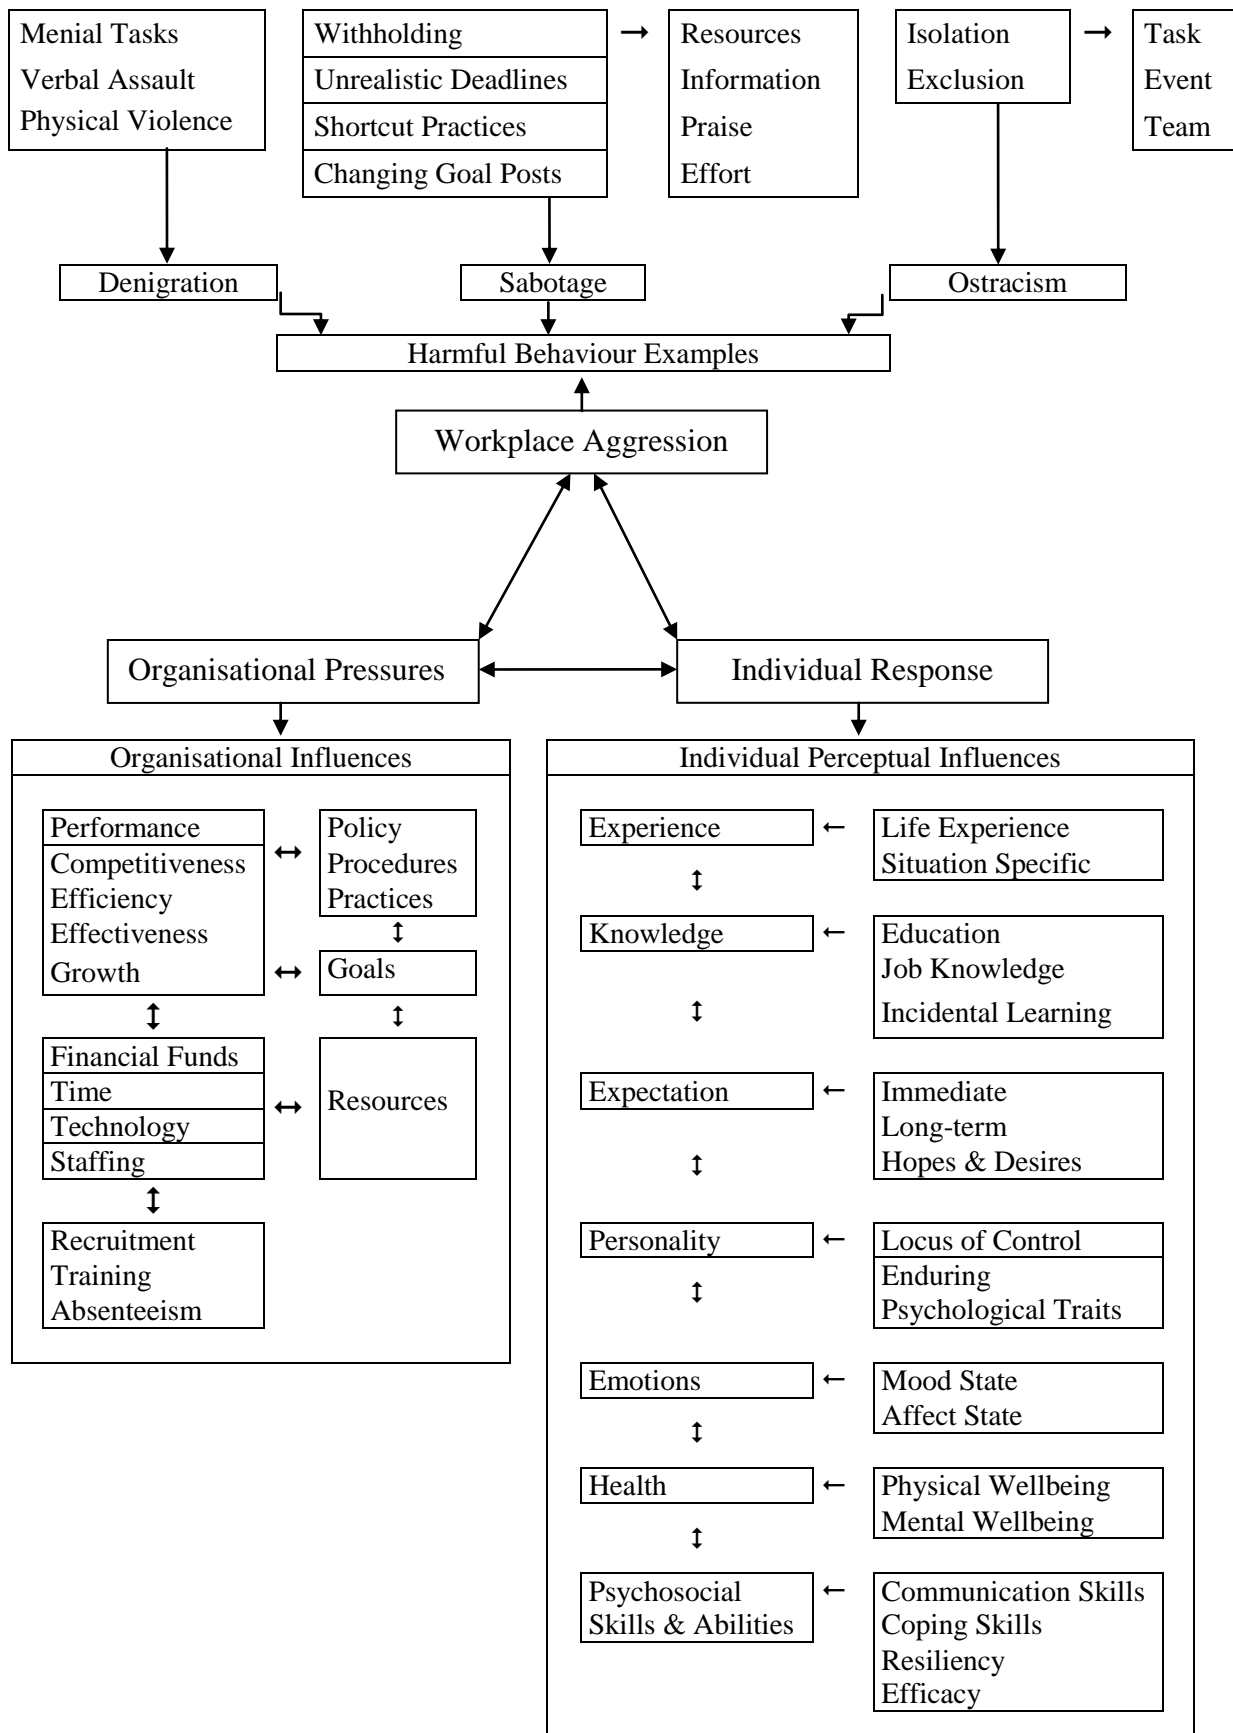 Menial Tasks
Verbal Assault
Physical Violence
Withholding
Unrealistic Deadlines
Shortcut Practices
Changing Goal Posts
Resources
Information
Praise
Effort
Isolation
Exclusion
Task
Event
Team
Denigration
Sabotage
Ostracism
Harmful Behaviour Examples
Workplace Aggression
Organisational Pressures
Individual Response
Organisational Influences
Performance
Competitiveness
Efficiency
Effectiveness
Growth
Policy
Procedures
Practices
Goals
Financial Funds
Time
Technology
Staffing
Resources
Recruitment
Training
Absenteeism
Individual Perceptual Influences
Experience
Life Experience
Situation Specific
Knowledge
Education
Job Knowledge
Incidental Learning
Expectation
Immediate
Long-term
Hopes & Desires
Personality
Locus of Control
Enduring
Psychological Traits
Emotions
Mood State
Affect State
Health
Physical Wellbeing
Mental Wellbeing
Psychosocial
Skills & Abilities
Communication Skills
Coping Skills
Resiliency
Efficacy